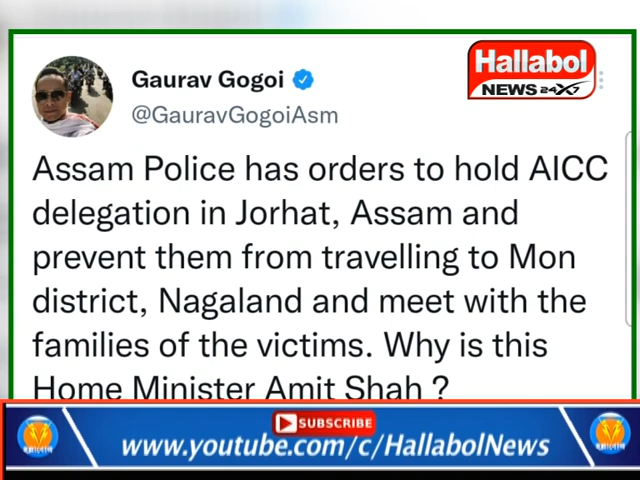 Hallabol
NEWS 24X7
Gaurav Gogoi
@GauravGogoiAsm
Assam Police has orders to hold AICC
delegation in Jorhat, Assam and
prevent them from travelling to Mon
district, Nagaland and meet with the
families of the victims. Why is this
Home Minister Amit Shah ?
SUBSCRIBE
www.youtube.com/c/HallabolNews